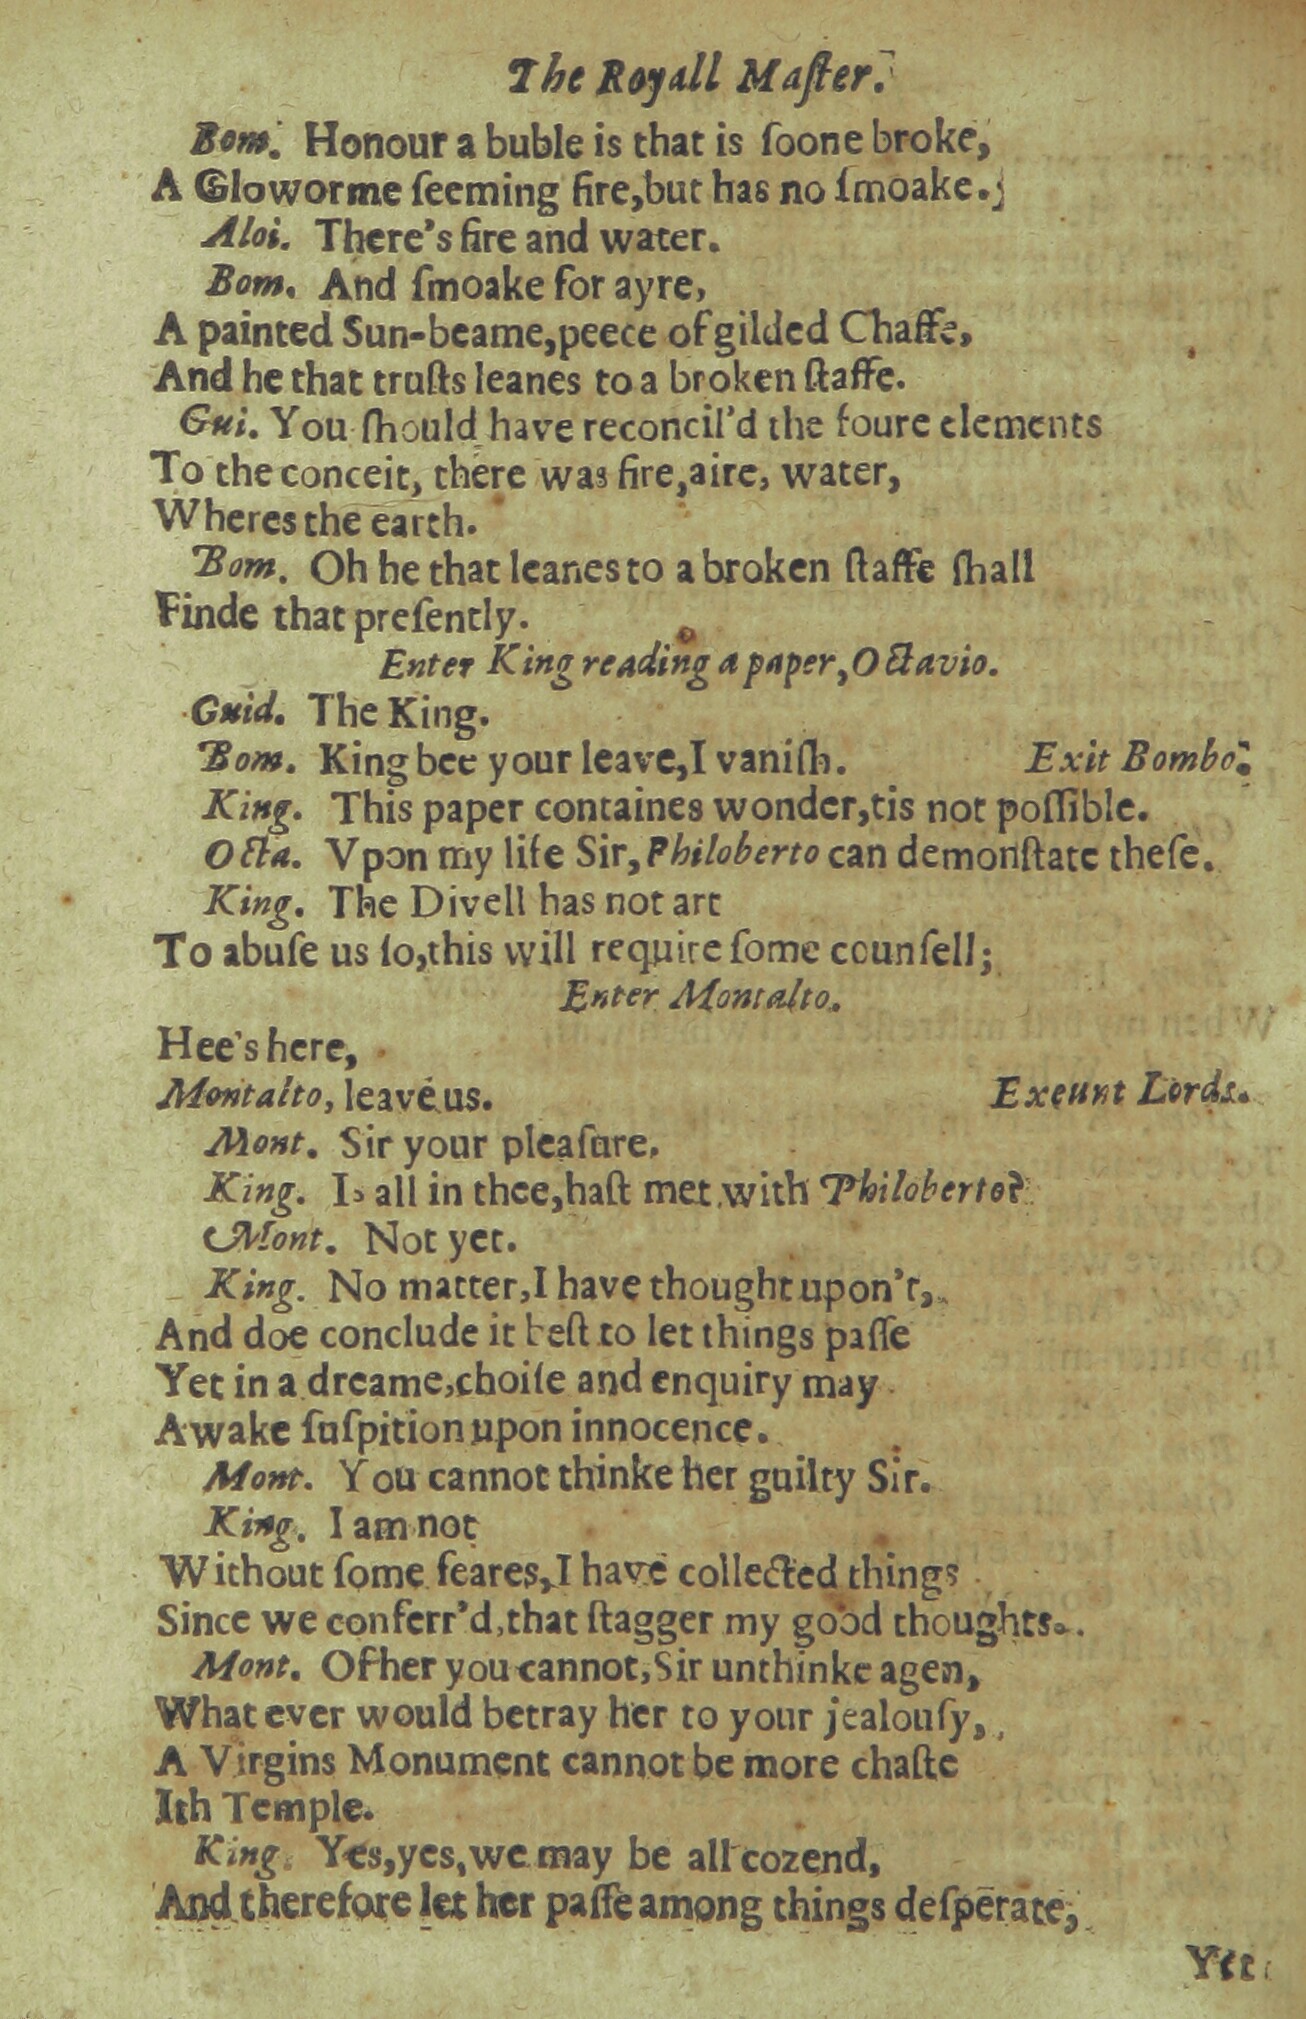 The Royall Maſter.
Bom. Honour a buble is that is ſoone broke,
A Gloworme ſeeming fire,but has no ſmoake.
Aloi. There's fire and water.
Bom. And ſmoake for ayre,
A painted Sun-beame,peece of gilded Chaffe,
And he that truſts leanes to a broken ſtaffe.
Gui. You ſhould have reconcil'd the foure elements
To the conceit, there was fire,aire, water,
Wheres the earth.
Bom. Oh he that leanes to a broken ſtaffe ſhall
Finde that preſently.
Enter King reading a paper,Octavio.
Guid. The King.
Bom. King bee your leave,I vaniſh. Exit Bombo.
King. This paper containes wonder,tis not poſſible.
Octa. Vpon my life Sir,Philoberto can demonſtate theſe.
King. The Divell has not art
To abuſe us ſo,this will require ſome counſell;
Enter Montalto.
Hee's here,
Montalto, leave us. Exeunt Lords.
Mont. Sir your pleaſure.
King. Is all in thee,haſt met with Philoberto?
Mont. Not yet.
King. No matter,I have thought upon't,
And doe conclude it beſt to let things paſſe
Yet in a dreame,choiſe and enquiry may
Awake ſuſpition upon innocence.
Mont. You cannot thinke her guilty Sir.
King. I am not
Without ſome feares,I have collected things
Since we conferr'd,that ſtagger my good thoughts.
Mont. Of her you cannot,Sir unthinke agen,
What ever would betray her to your jealouſy,
A Virgins Monument cannot be more chaſte
Ith Temple.
King. Yes,yes,we may be all cozend,
And therefore let her paſſe among things deſperate,
Yet